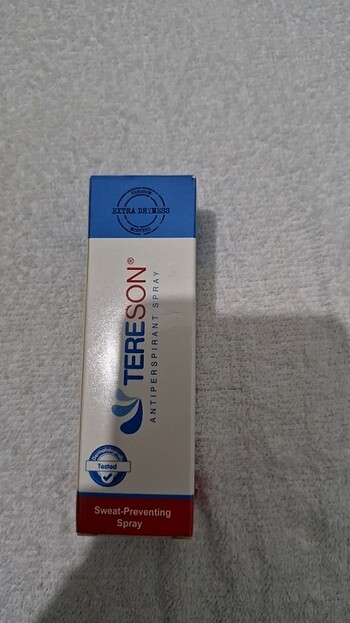 EXTRA DRYNESS
TERESON®
ANTIPERSPIRANT SPRAY
Tested
Sweat-Preventing
Spray